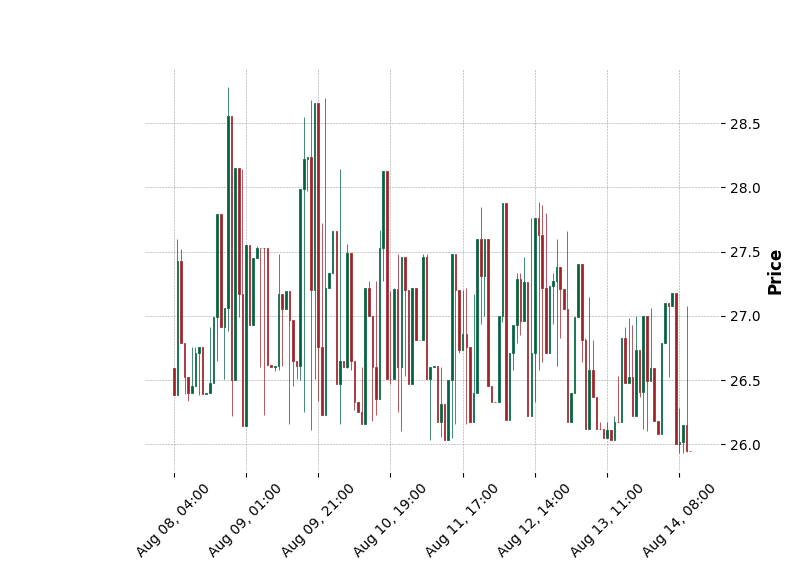 28.5
28.0
27.5
27.0
26.5
26.0
Price
Aug 08, 04:00
Aug 09, 01:00
Aug 09, 21:00
Aug 10, 19:00
Aug 11, 17:00
Aug 12, 14:00
Aug 13, 11:00
Aug 14, 08:00